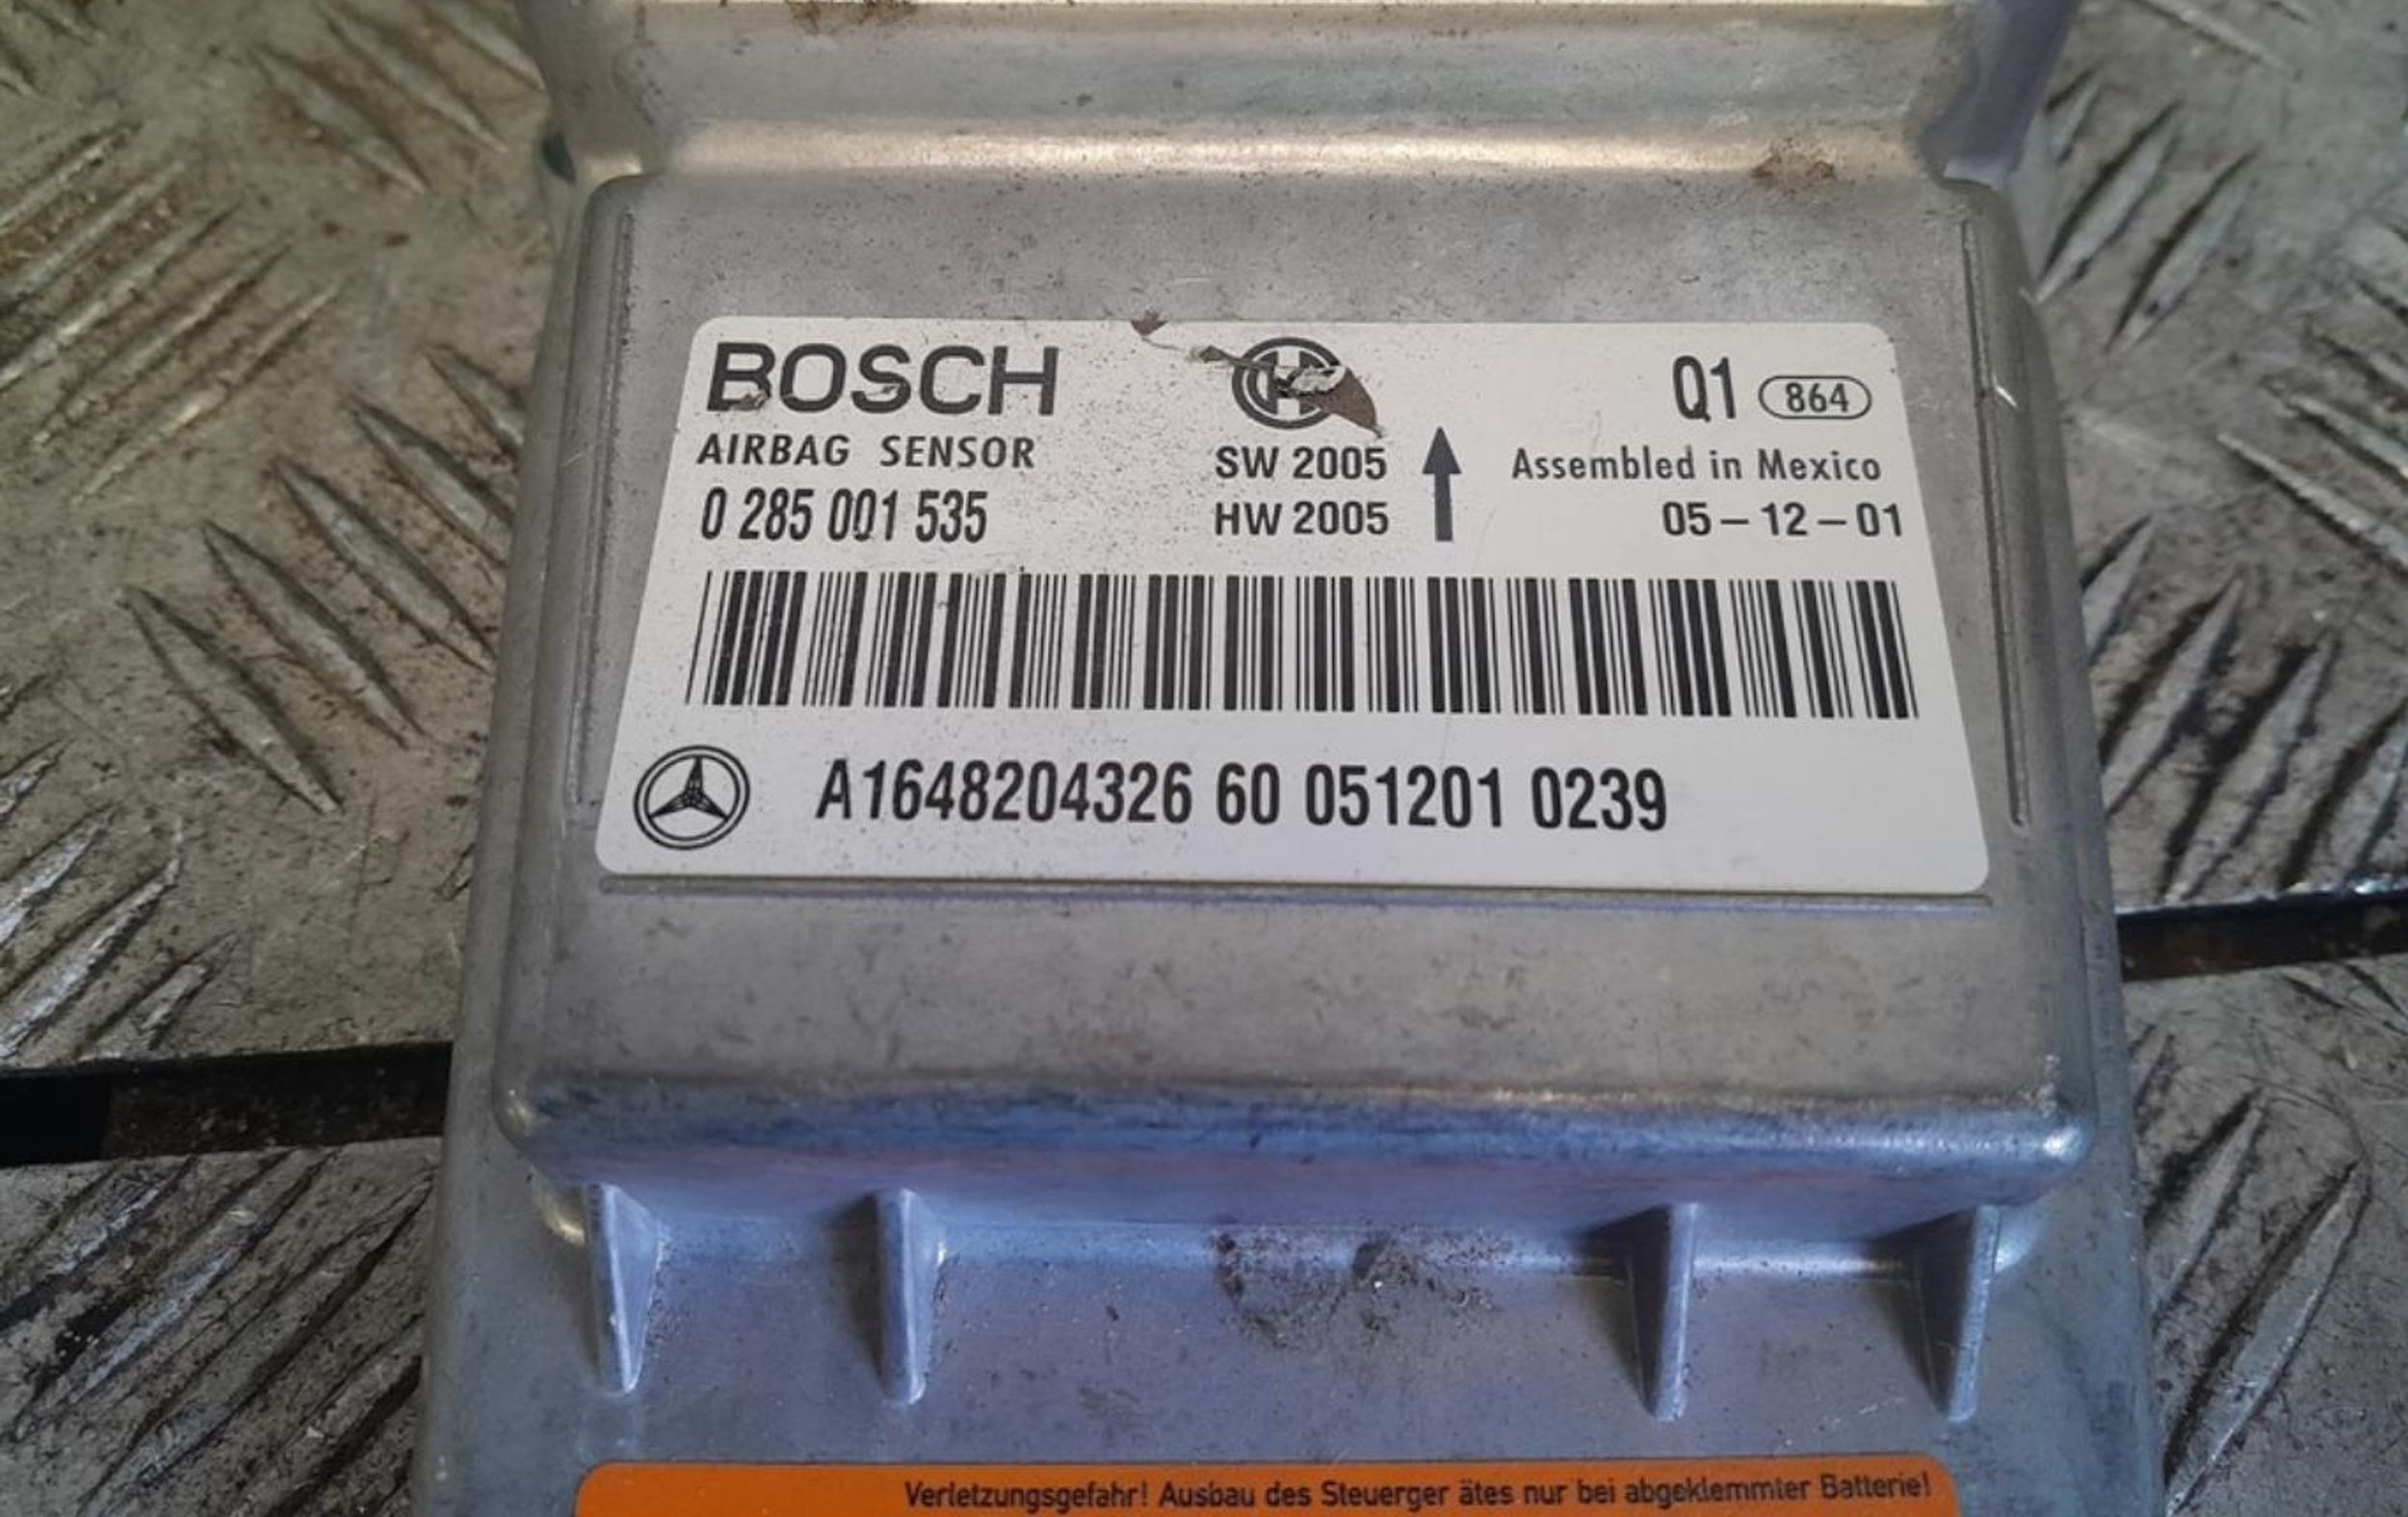 BOSCH
H
Q1 864
AIRBAG SENSOR
SW 2005
Assembled in Mexico
0 285 001 535
HW 2005
05-12-01
A1648204326 60 051201 0239
Verletzungsgefahr! Ausbau des Steuerger ätes nur bei abgeklemmter Batterie!